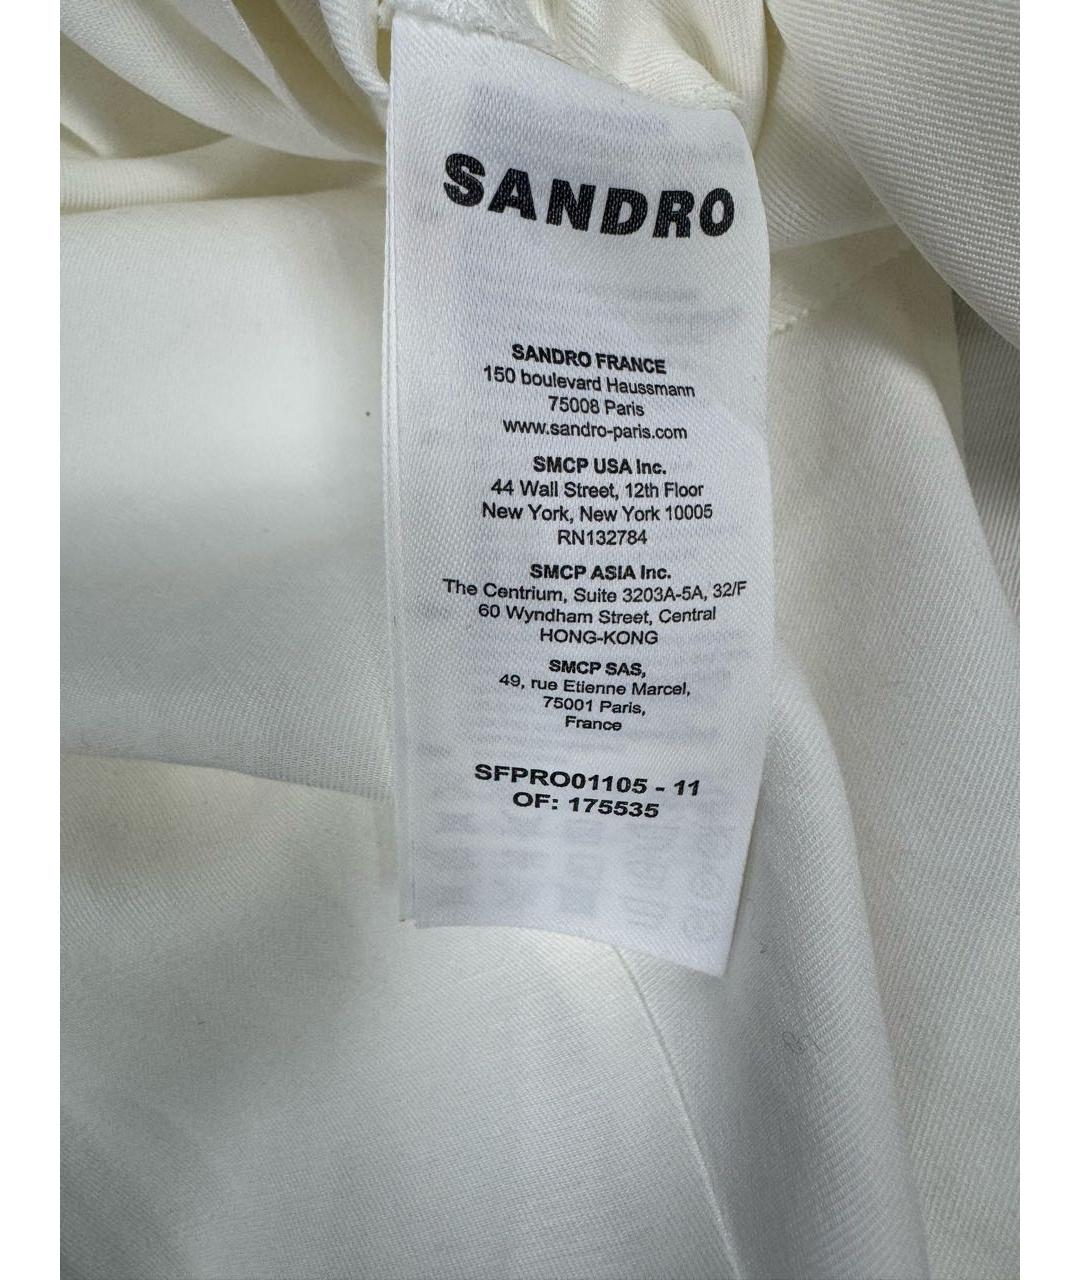 SANDRO
SANDRO FRANCE
150 boulevard Haussmann
75008 Paris
www.sandro-paris.com
SMCP USA Inc.
44 Wall Street, 12th Floor
New York, New York 10005
RN132784
SMCP ASIA Inc.
The Centrium, Suite 3203A-5A, 32/F
60 Wyndham Street, Central
HONG-KONG
SMCP SAS,
49, rue Etienne Marcel,
75001 Paris,
France
SFPRO01105 - 11
OF: 175535